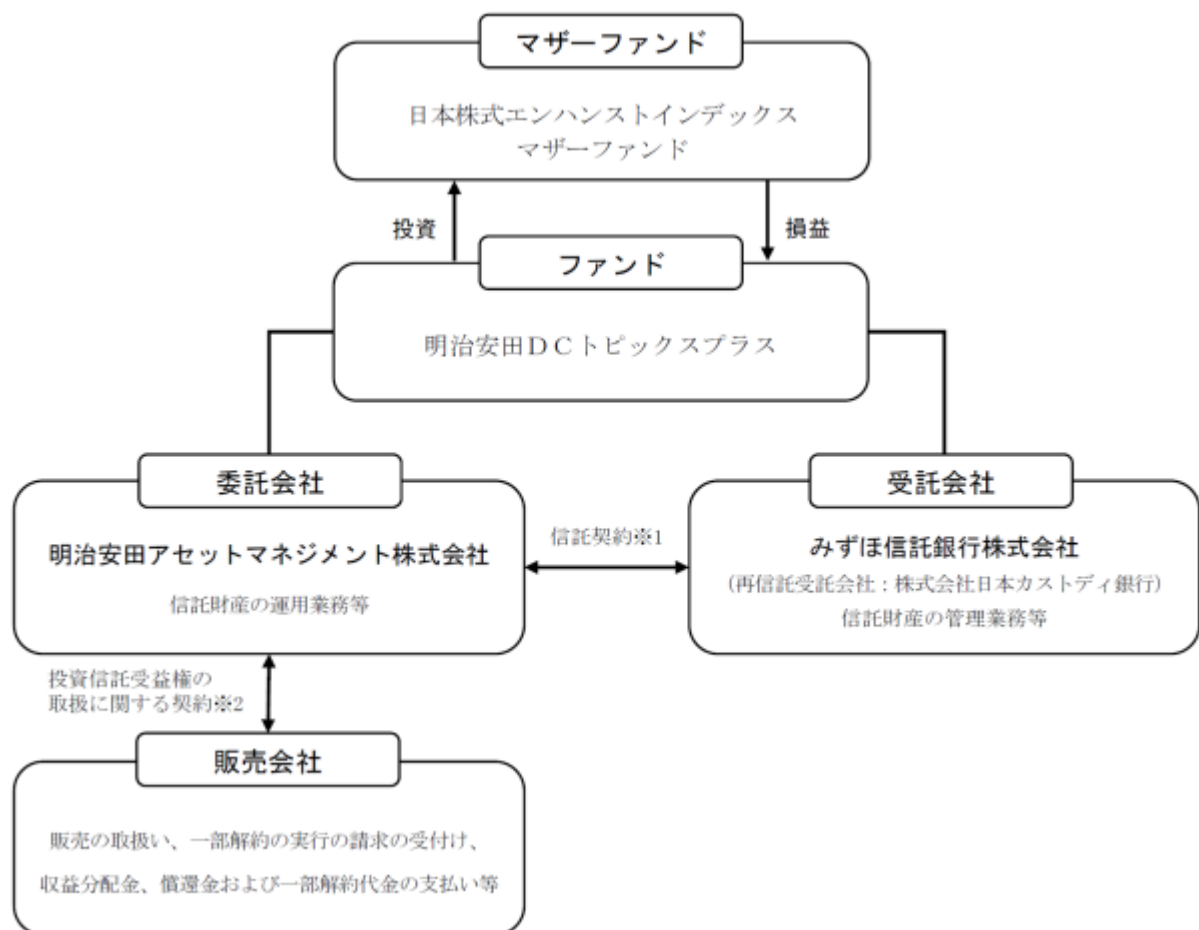 マザーファンド
日本株式エンハンストインデックス
マザーファンド
投資
損益
ファンド
明治安田ＤＣトピックスプラス
委託会社
明治安田アセットマネジメント株式会社
信託財産の運用業務等
信託契約※1
受託会社
みずほ信託銀行株式会社
（再信託受託会社：株式会社日本カストディ銀行）
信託財産の管理業務等
投資信託受益権の
取扱に関する契約※2
販売会社
販売の取扱い、一部解約の実行の請求の受付け、
収益分配金、償還金および一部解約代金の支払い等